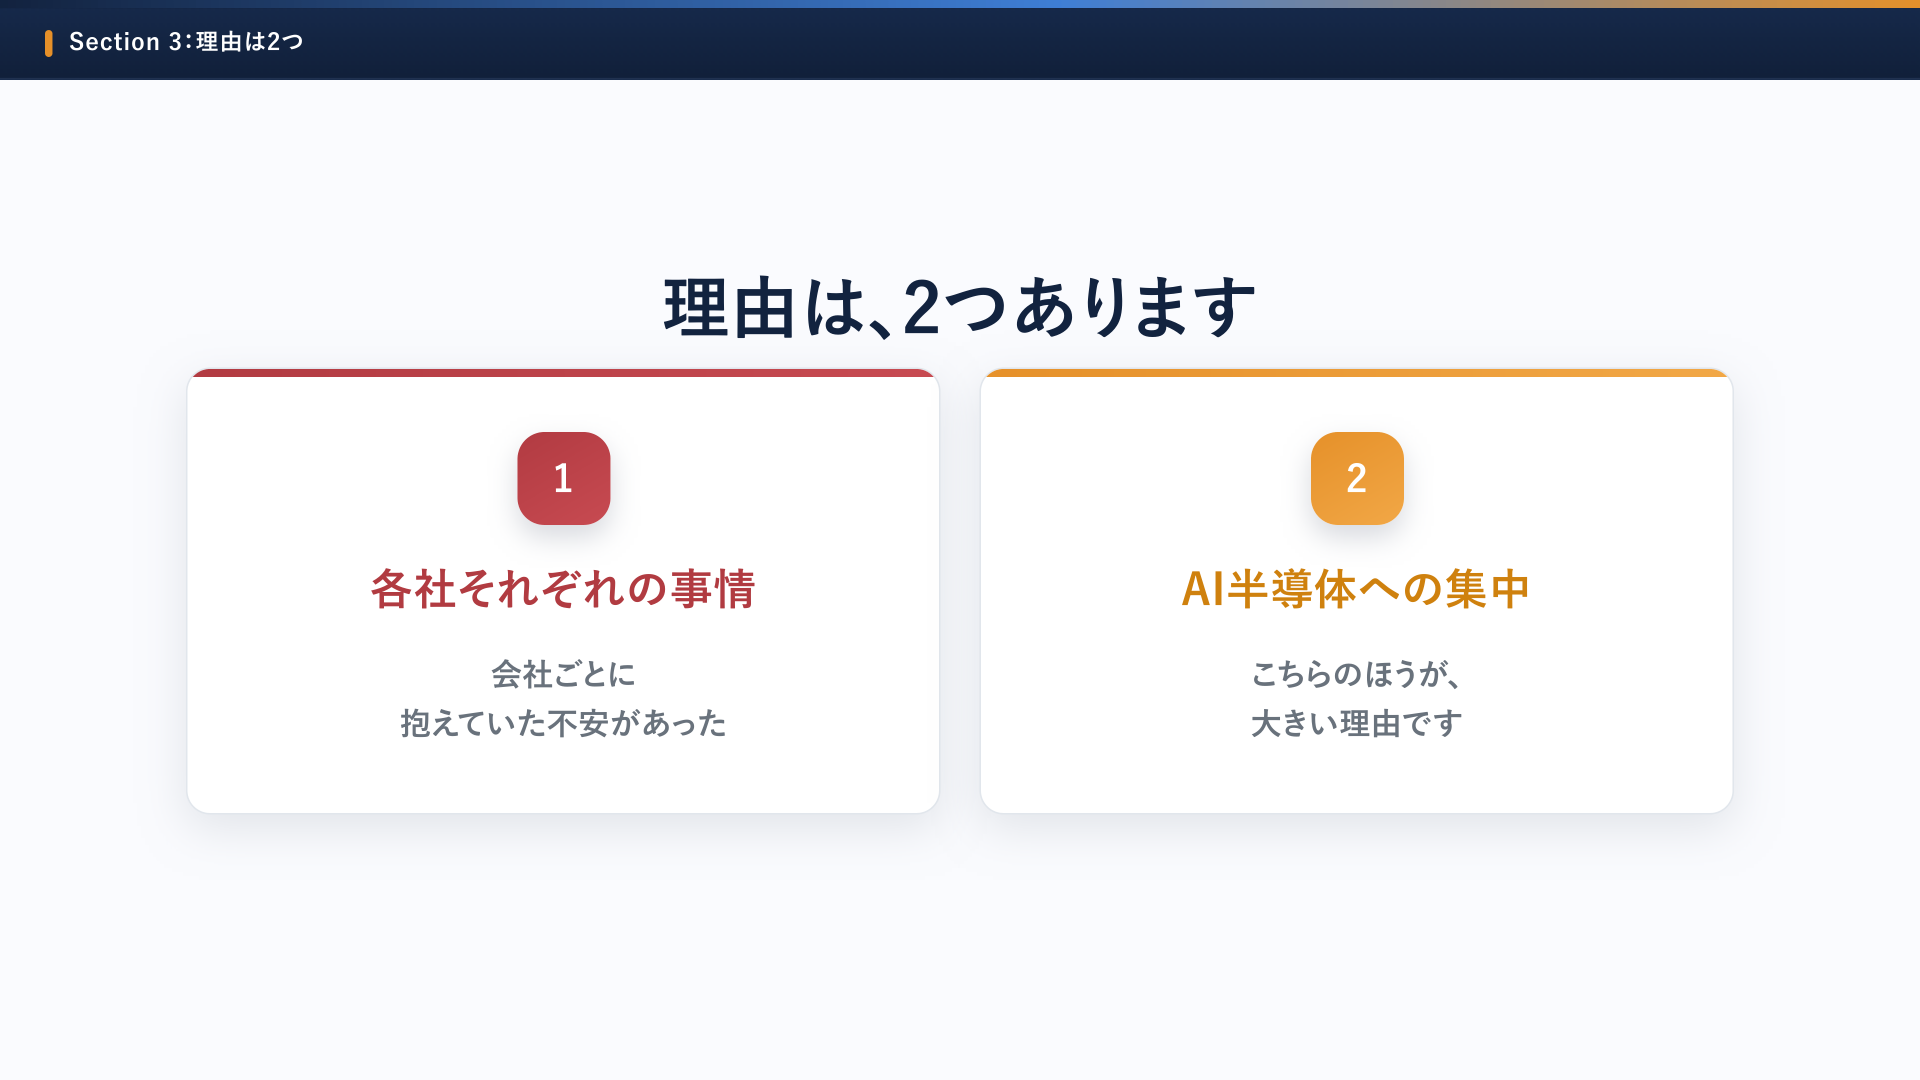 Section 3：理由は2つ
理由は、2つあります
1
各社それぞれの事情
会社ごとに
抱えていた不安があった
2
AI半導体への集中
こちらのほうが、
大きい理由です